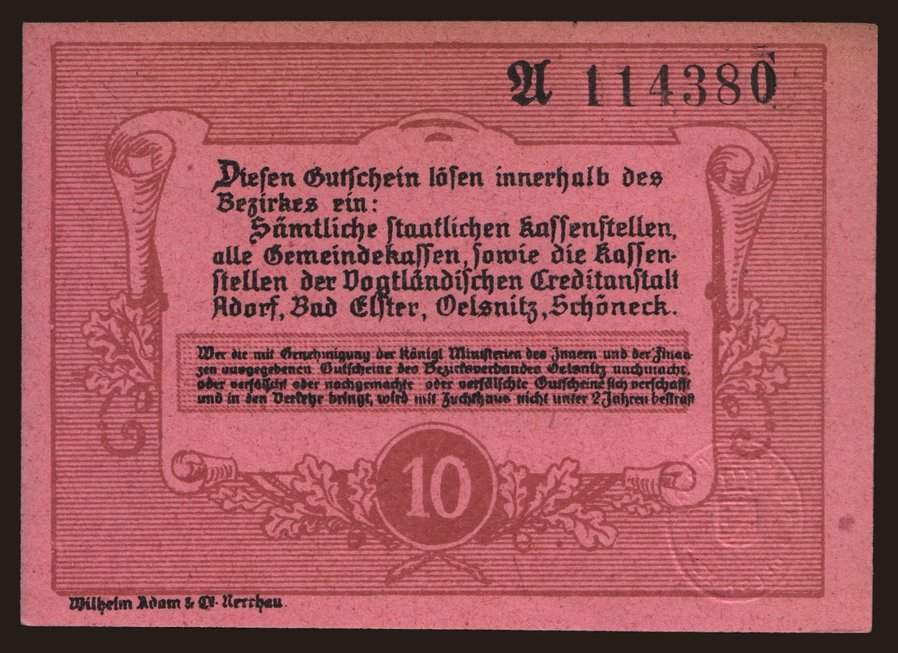 A 114380
Diesen Gutschein lösen innerhalb des
Bezirkes ein:
Sämtliche staatlichen Kassenstellen,
alle Gemeindekassen, sowie die Kassen-
stellen der Vogtländischen Creditanstalt
Adorf, Bad Elster, Oelsnitz, Schöneck.
Wer die mit Genehmigung der Königl Ministerien des Innern und der Finan-
zen ausgegebenen Gutscheine des Bezirksverbandes Oelsnitz nachmacht,
oder verfälscht oder nachgemachte oder verfälschte Gutscheine sich verschafft
und in den Verkehr bringt, wird mit Zuchthaus nicht unter 2 Jahren bestraft
10
Wilhelm Adam & Co. Nerchau.